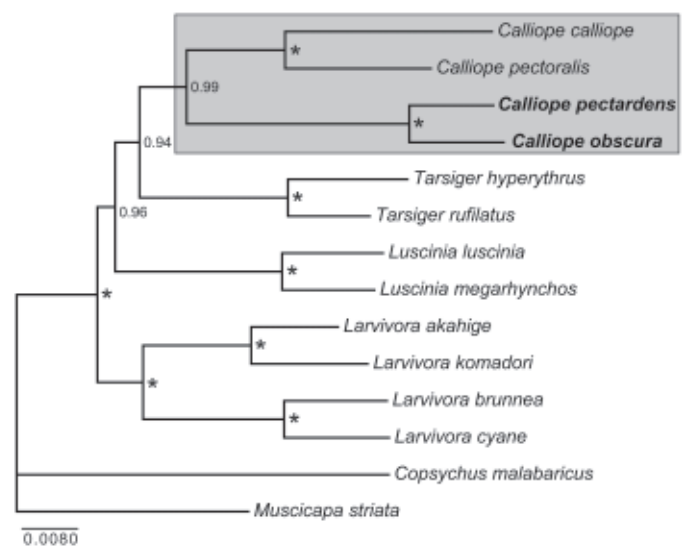 Calliope calliope
*
Calliope pectoralis
0.99
Calliope pectardens
*
Calliope obscura
0.94
Tarsiger hyperythrus
*
Tarsiger rufilatus
0.96
Luscinia luscinia
*
Luscinia megarhynchos
*
Larvivora akahige
*
Larvivora komadori
*
Larvivora brunnea
*
Larvivora cyane
Copsychus malabaricus
Muscicapa striata
0.0080